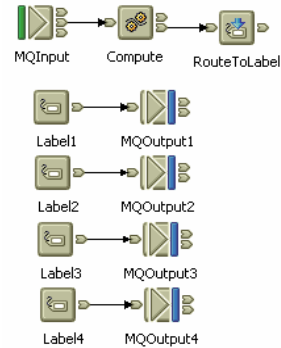 MQInput Compute RouteToLabel
Label1 MQOutput1
Label2 MQOutput2
Label3 MQOutput3
Label4 MQOutput4